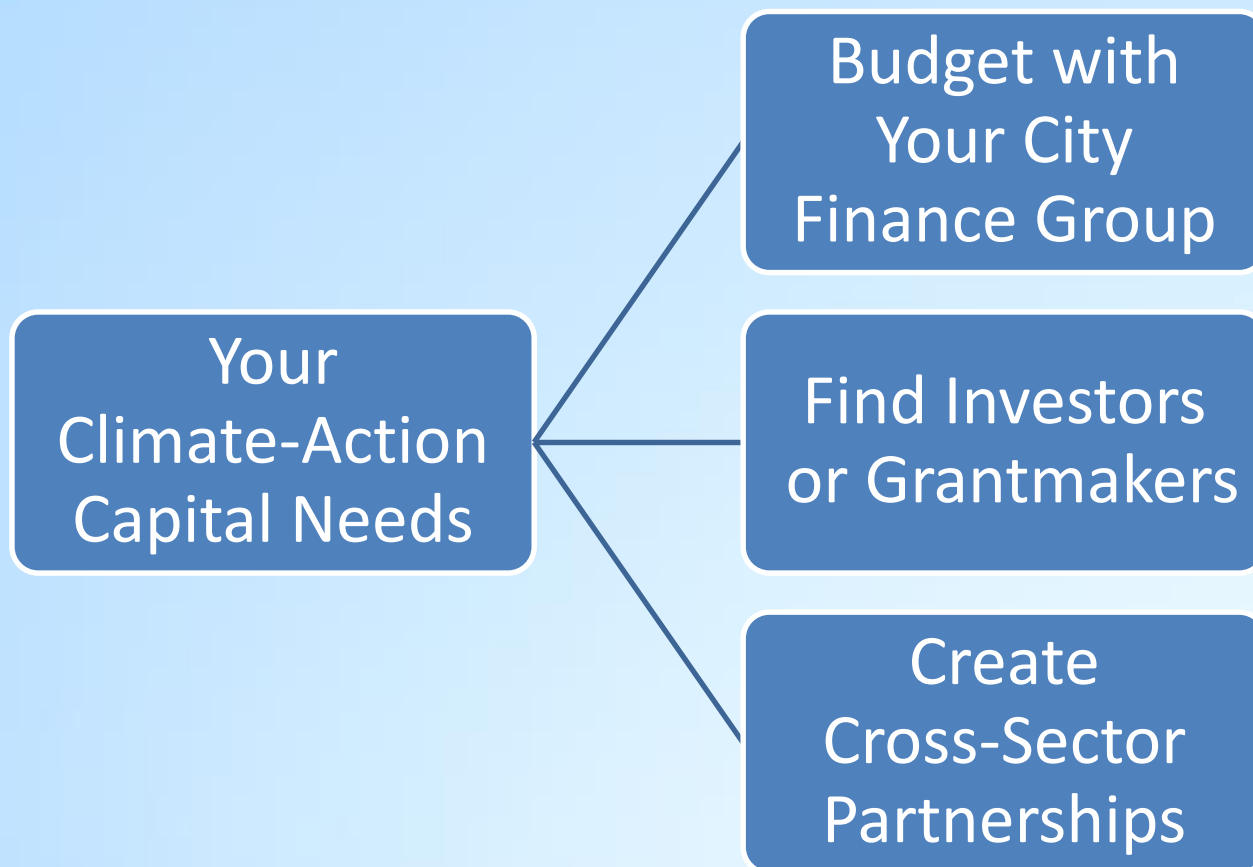 Your
Climate-Action
Capital Needs
Budget with
Your City
Finance Group
Find Investors
or Grantmakers
Create
Cross-Sector
Partnerships